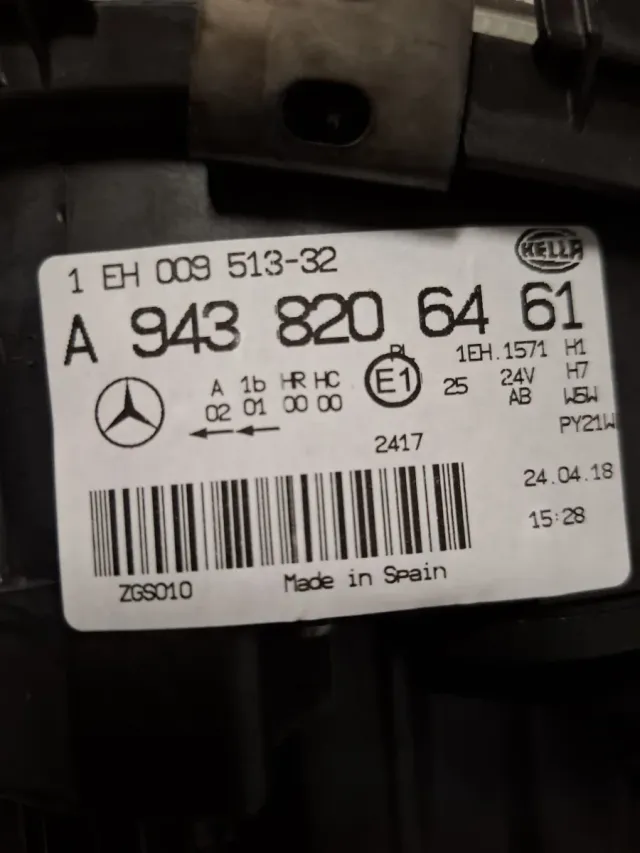 1 EH 009 513-32
HELLA
A 943 820 64 61
A 1b HR HC
02 01 00 00
E1
PL
25
1EH.1571
24V
AB
H1
H7
W5W
PY21W
2417
24.04.18
15:28
ZGS010
Made in Spain